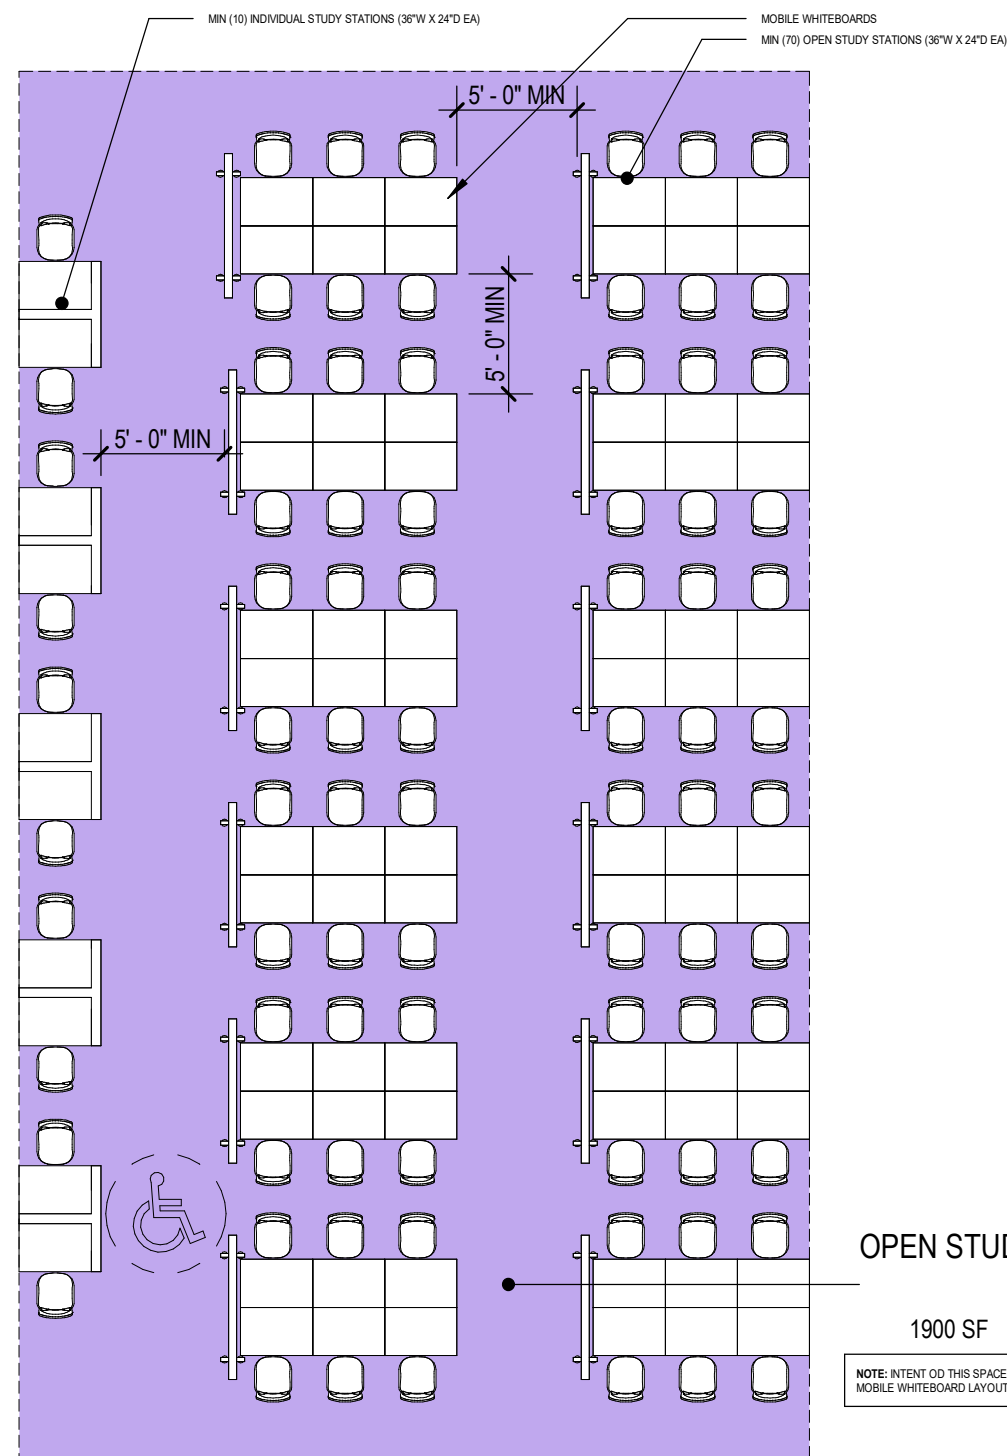 MIN (10) INDIVIDUAL STUDY STATIONS (36"W X 24"D EA)
MOBILE WHITEBOARDS
MIN (70) OPEN STUDY STATIONS (36"W X 24"D EA)
5' - 0" MIN
5' - 0" MIN
5' - 0" MIN
OPEN
1900 SF
NOTE: INTENT OD THIS SPACE
MOBILE WHITEBOARD LAYOUT